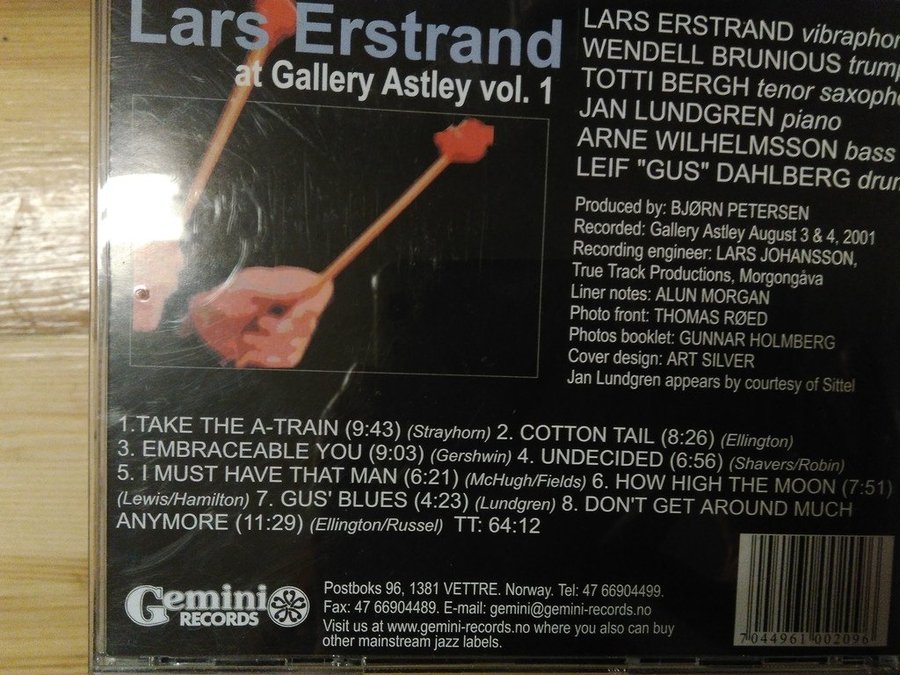 Lars Erstrand
at Gallery Astley vol. 1
LARS ERSTRAND vibraphon
WENDELL BRUNIOUS trump
TOTTI BERGH tenor saxopho
JAN LUNDGREN piano
ARNE WILHELMSSON bass
LEIF "GUS" DAHLBERG drum
Produced by: BJØRN PETERSEN
Recorded: Gallery Astley August 3 & 4, 2001
Recording engineer: LARS JOHANSSON,
True Track Productions, Morgongåva
Liner notes: ALUN MORGAN
Photo front: THOMAS RØED
Photos booklet: GUNNAR HOLMBERG
Cover design: ART SILVER
Jan Lundgren appears by courtesy of Sittel
1.TAKE THE A-TRAIN (9:43) (Strayhorn) 2. COTTON TAIL (8:26) (Ellington)
3. EMBRACEABLE YOU (9:03) (Gershwin) 4. UNDECIDED (6:56) (Shavers/Robin)
5. I MUST HAVE THAT MAN (6:21) (McHugh/Fields) 6. HOW HIGH THE MOON (7:51)
(Lewis/Hamilton) 7. GUS' BLUES (4:23) (Lundgren) 8. DON'T GET AROUND MUCH
ANYMORE (11:29) (Ellington/Russel) TT: 64:12
Gemini
RECORDS
Postboks 96, 1381 VETTRE. Norway. Tel: 47 66904499.
Fax: 47 66904489. E-mail: gemini@gemini-records.no
Visit us at www.gemini-records.no where you also can buy
other mainstream jazz labels.
7 044961 002096